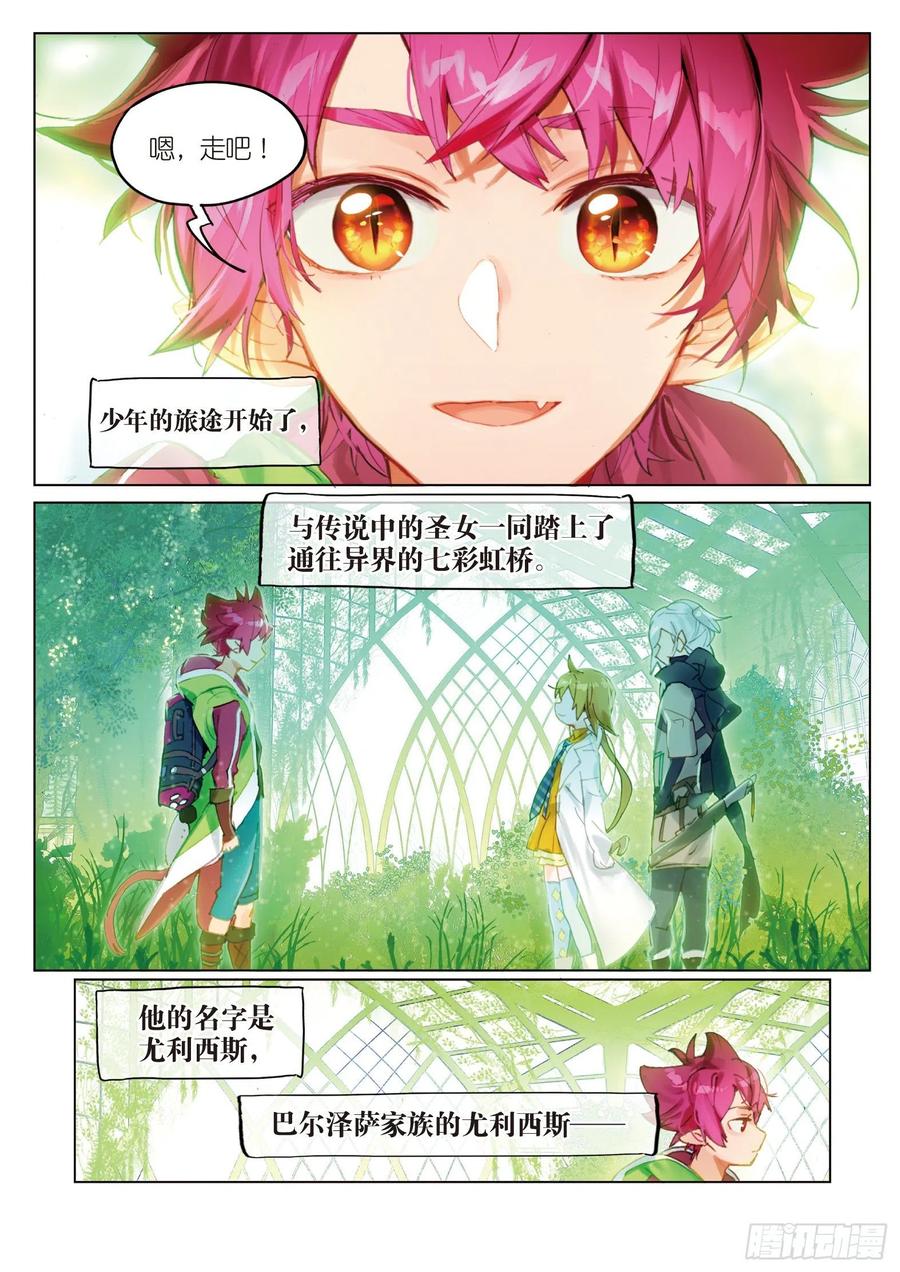 嗯，走吧！
少年的旅途开始了，
与传说中的圣女一同踏上了
通往异界的七彩虹桥。
他的名字是
尤利西斯，
巴尔泽萨家族的尤利西斯——
腾讯动漫